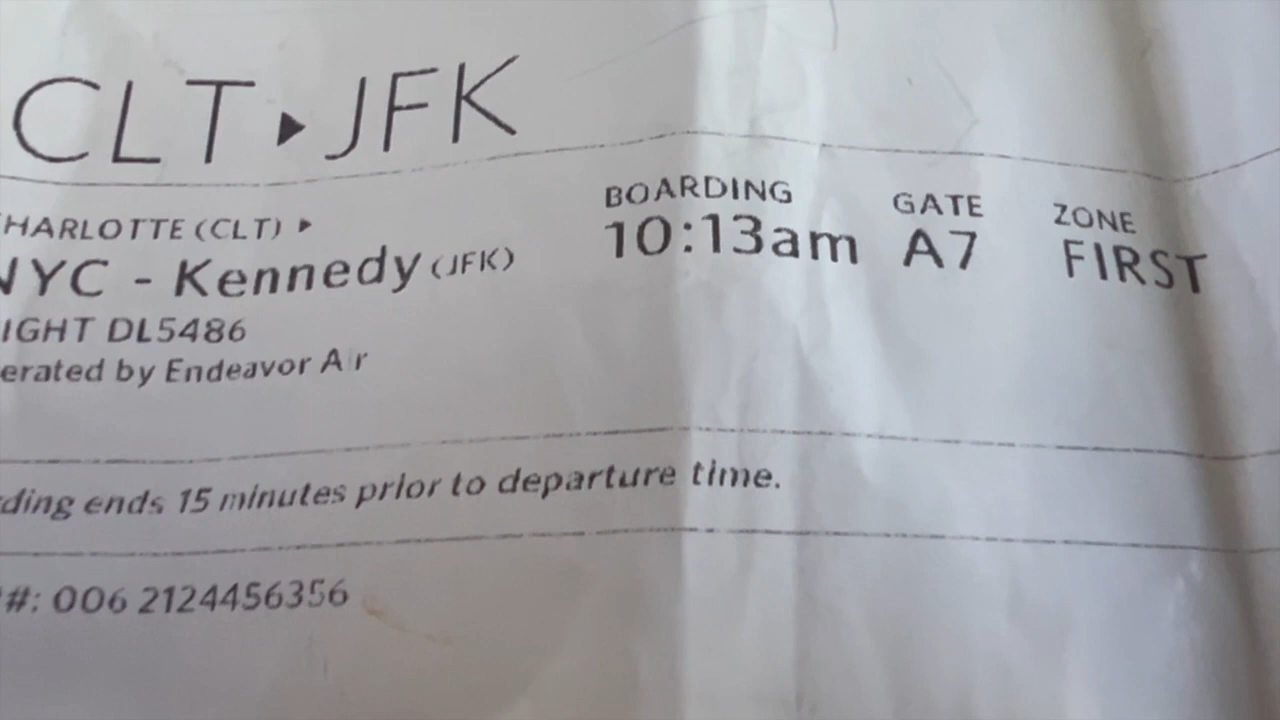 CLT ▸ JFK
HARLOTTE (CLT) ▸
NYC - Kennedy (JFK)
IGHT DL5486
erated by Endeavor Air
BOARDING
10:13am
GATE
A7
ZONE
FIRST
ding ends 15 minutes prior to departure time.
#: 006 2124456356